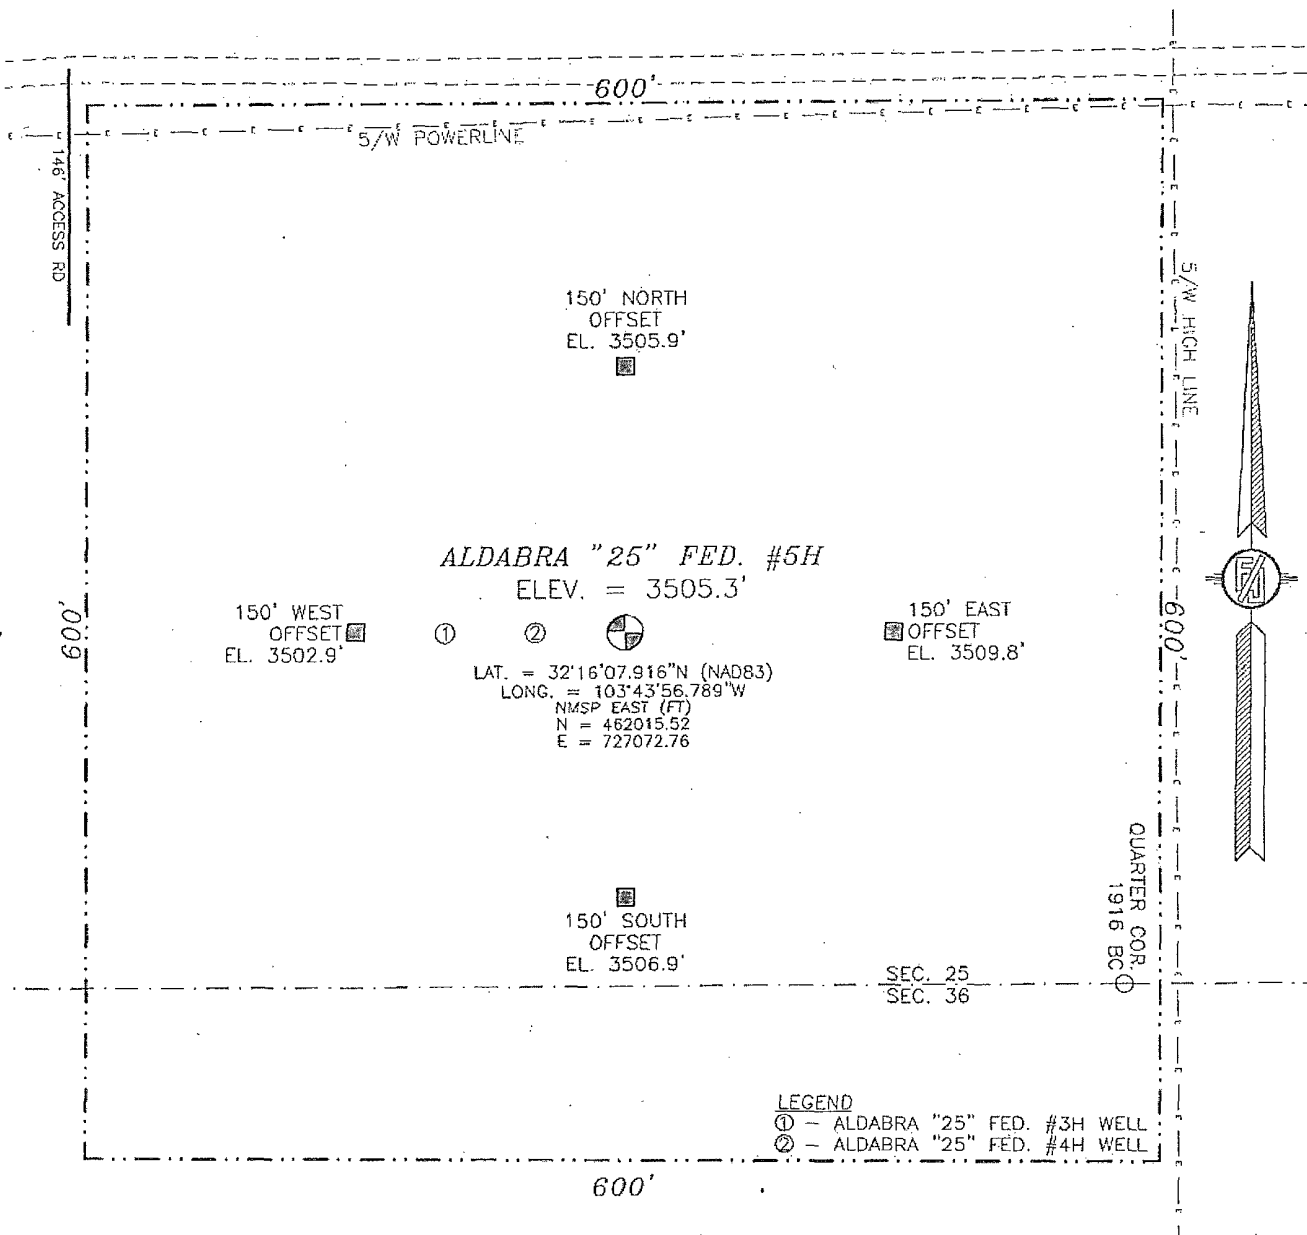 600'
5/W POWERLINE
146' ACCESS RD
5/W HIGH LINE
150' NORTH
OFFSET
EL. 3505.9'
ALDABRA "25" FED. #5H
ELEV. = 3505.3'
600'
150' WEST
OFFSET
EL. 3502.9'
1
2
150' EAST
OFFSET
EL. 3509.8'
600'
LAT. = 32°16'07.916"N (NAD83)
LONG. = 103°43'56.789"W
NMSP EAST (FT)
N = 462015.52
E = 727072.76
150' SOUTH
OFFSET
EL. 3506.9'
QUARTER COR.
1916 BC
SEC. 25
SEC. 36
LEGEND
① – ALDABRA "25" FED. #3H WELL
② – ALDABRA "25" FED. #4H WELL
600'